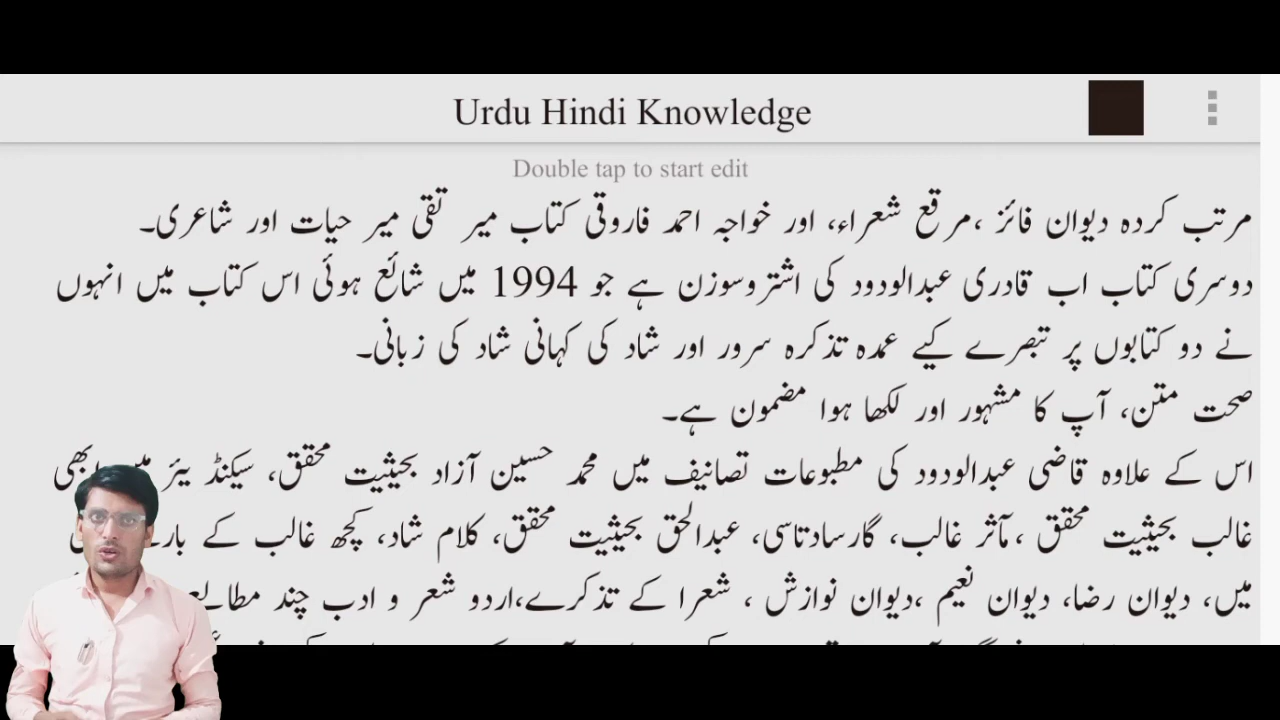 Urdu Hindi Knowledge
Double tap to start edit
مرتب کردہ دیوان فائز ،مرقع شعراء، اور خواجہ احمد فاروقی کتاب میر تقی میر حیات اور شاعری۔
دوسری کتاب اب قادری عبدالودود کی اشتروسوزن ہے جو 1994 میں شائع ہوئی اس کتاب میں انہوں
نے دو کتابوں پر تبصرے کیے عمدہ تذکرہ سرور اور شاد کی کہانی شاد کی زبانی۔
صحت متن، آپ کا مشہور اور لکھا ہوا مضمون ہے۔
اس کے علاوہ قاضی عبدالودود کی مطبوعات تصانیف میں محمد حسین آزاد بحیثیت محقق، سیکنڈ یئر
غالب بحیثیت محقق ،مآثر غالب، گارسادتاسی، عبدالحق بحیثیت محقق، کلام شاد، کچھ غالب کے
میں، دیوان رضا، دیوان نعیم ،دیوان نوازش ، شعرا کے تذکرے،اردو شعر و ادب چند